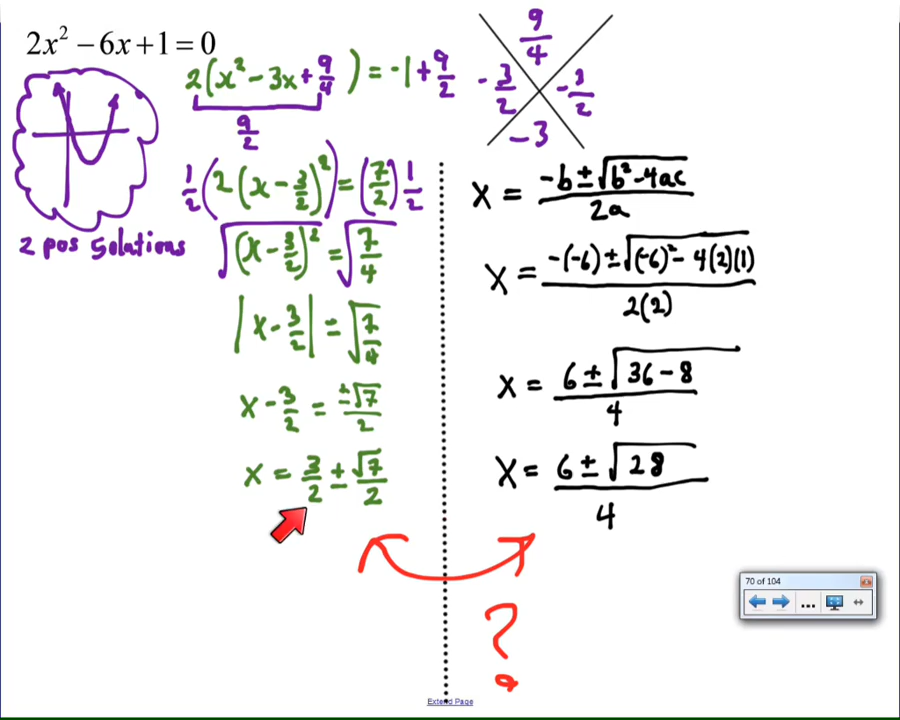 2x² − 6x + 1 = 0
2(x² − 3x + 9/4 ) = −1 + 9/2
9/2
9/4
−3/2 −3/2
−3
2 pos solutions
1/2 (2(x − 3/2)²) = (7/2) 1/2
√(x − 3/2)² = √7/4
|x − 3/2| = √7/4
x − 3/2 = ±√7/2
x = 3/2 ± √7/2
x = −b ± √b² − 4ac / 2a
x = −(−6) ± √(−6)² − 4(2)(1) / 2(2)
x = 6 ± √36 − 8 / 4
x = 6 ± √28 / 4
?
70 of 104
...
Extend Page